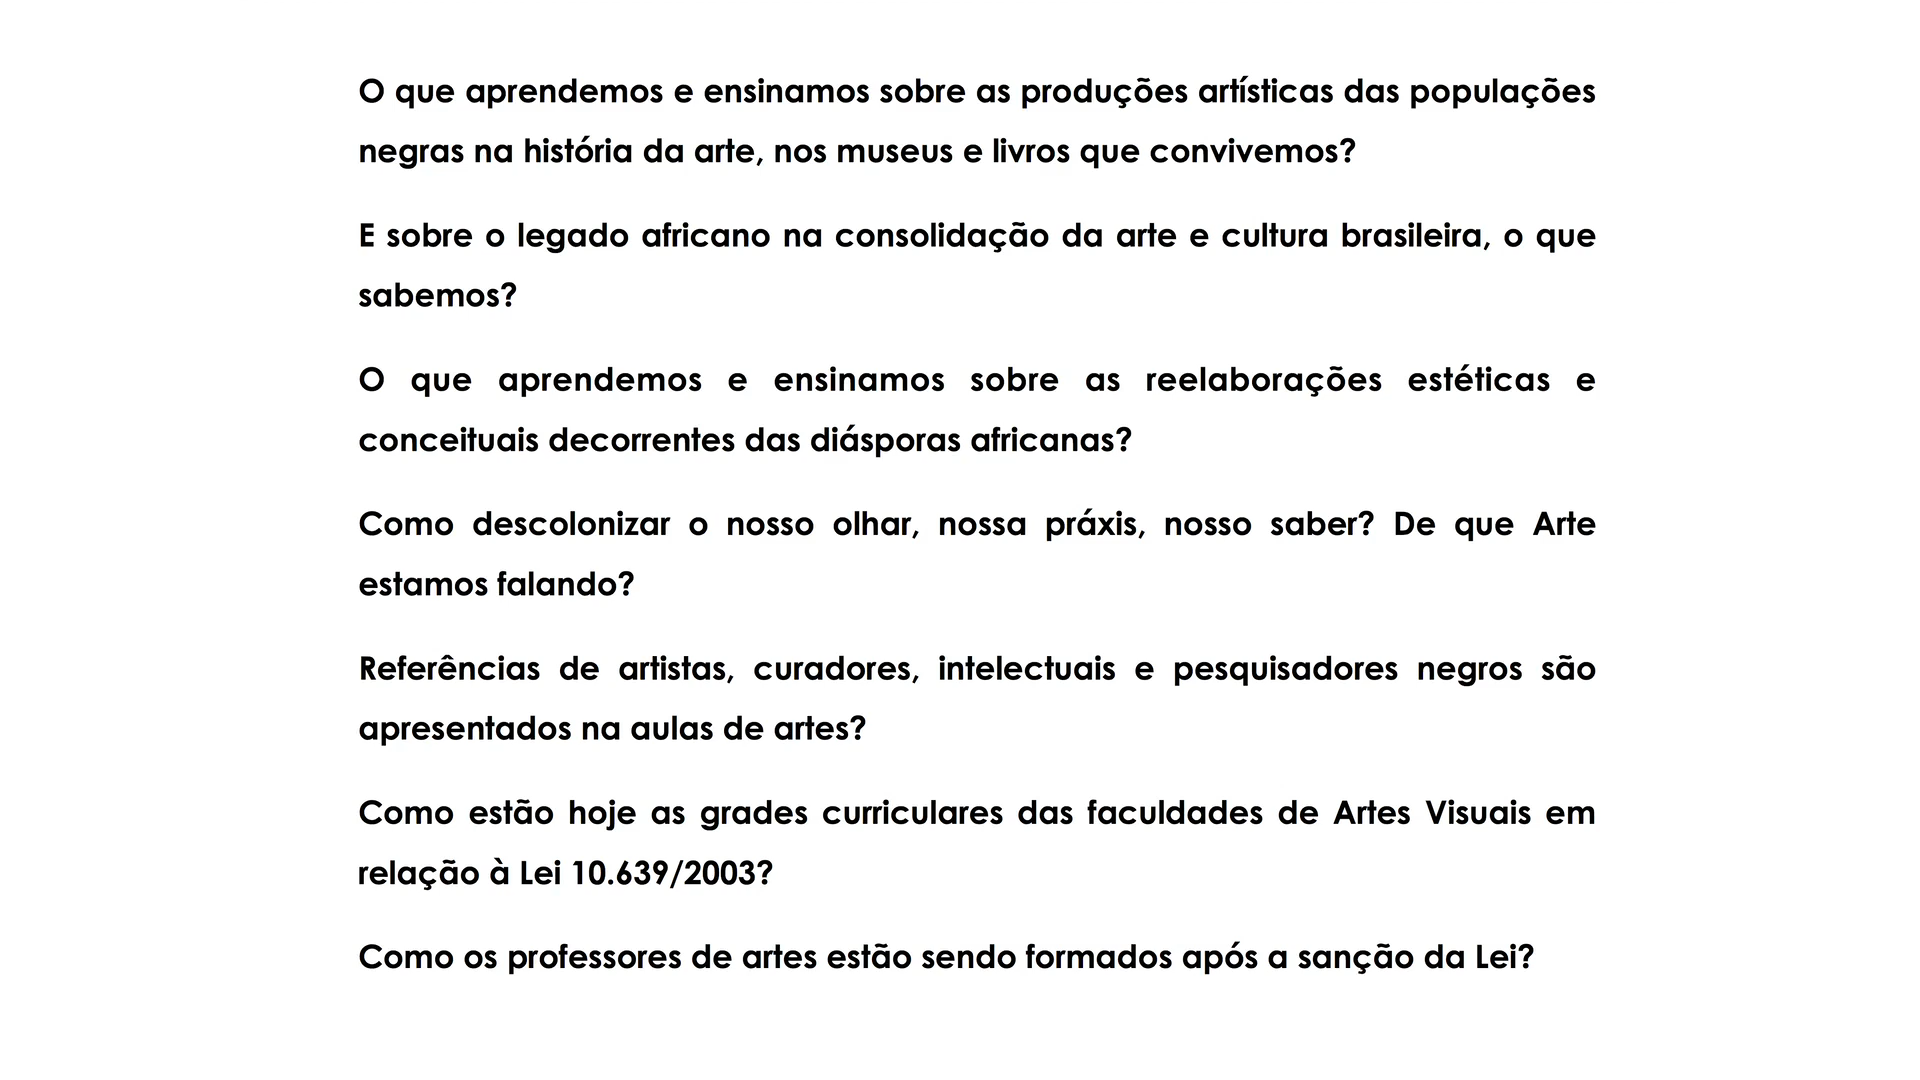 O que aprendemos e ensinamos sobre as produções artísticas das populações
negras na história da arte, nos museus e livros que convivemos?
E sobre o legado africano na consolidação da arte e cultura brasileira, o que
sabemos?
O que aprendemos e ensinamos sobre as reelaborações estéticas e
conceituais decorrentes das diásporas africanas?
Como descolonizar o nosso olhar, nossa práxis, nosso saber? De que Arte
estamos falando?
Referências de artistas, curadores, intelectuais e pesquisadores negros são
apresentados na aulas de artes?
Como estão hoje as grades curriculares das faculdades de Artes Visuais em
relação à Lei 10.639/2003?
Como os professores de artes estão sendo formados após a sanção da Lei?